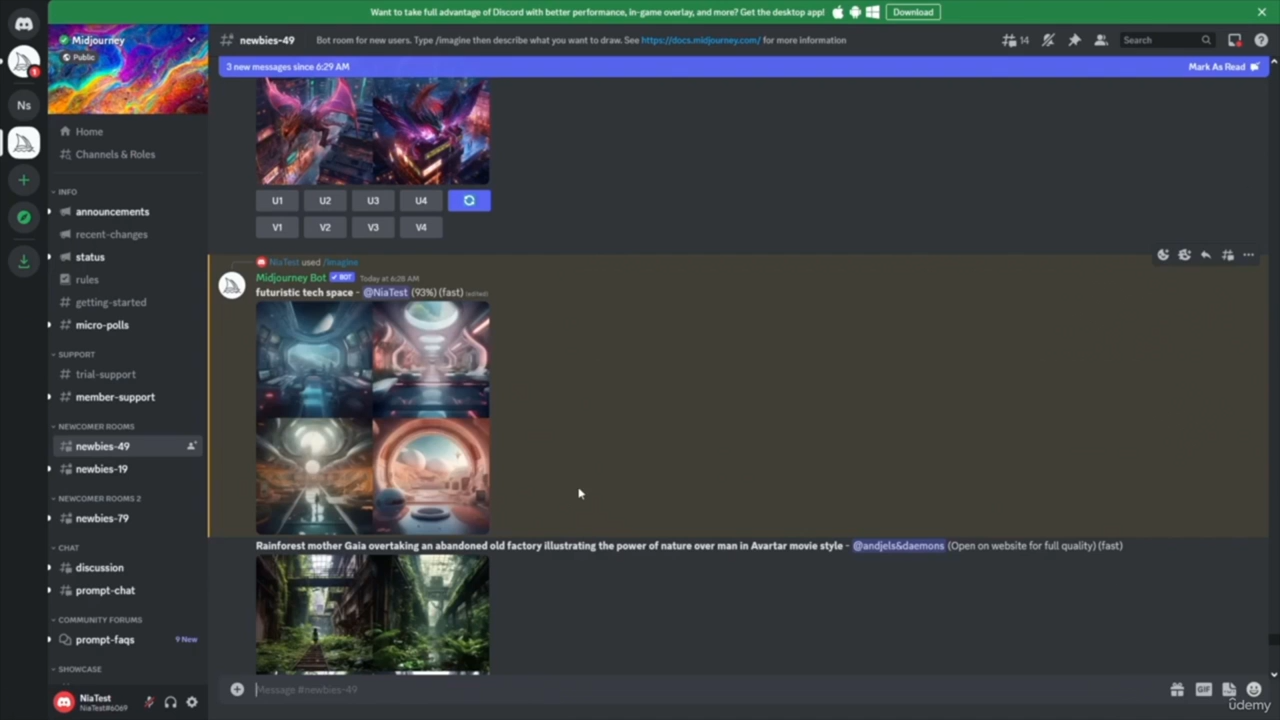 Want to take full advantage of Discord with better performance, in-game overlay, and more? Get the desktop app! Download
Midjourney
Public
newbies-49 Bot room for new users. Type /imagine then describe what you want to draw. See https://docs.midjourney.com/ for more information 14 Search
3 new messages since 6:29 AM Mark As Read
1
Ns
Home
Channels & Roles
INFO
announcements
recent-changes
status
rules
getting-started
micro-polls
SUPPORT
trial-support
member-support
NEWCOMER ROOMS
newbies-49
newbies-19
NEWCOMER ROOMS 2
newbies-79
CHAT
discussion
prompt-chat
COMMUNITY FORUMS
prompt-faqs 9 New
SHOWCASE
NiaTest
NiaTest#6069
U1 U2 U3 U4
V1 V2 V3 V4
NiaTest used /imagine
Midjourney Bot BOT Today at 6:28 AM
futuristic tech space - @NiaTest (93%) (fast) (edited)
Rainforest mother Gaia overtaking an abandoned old factory illustrating the power of nature over man in Avartar movie style - @andjels&daemons (Open on website for full quality) (fast)
Message #newbies-49
GIF
ûdemy